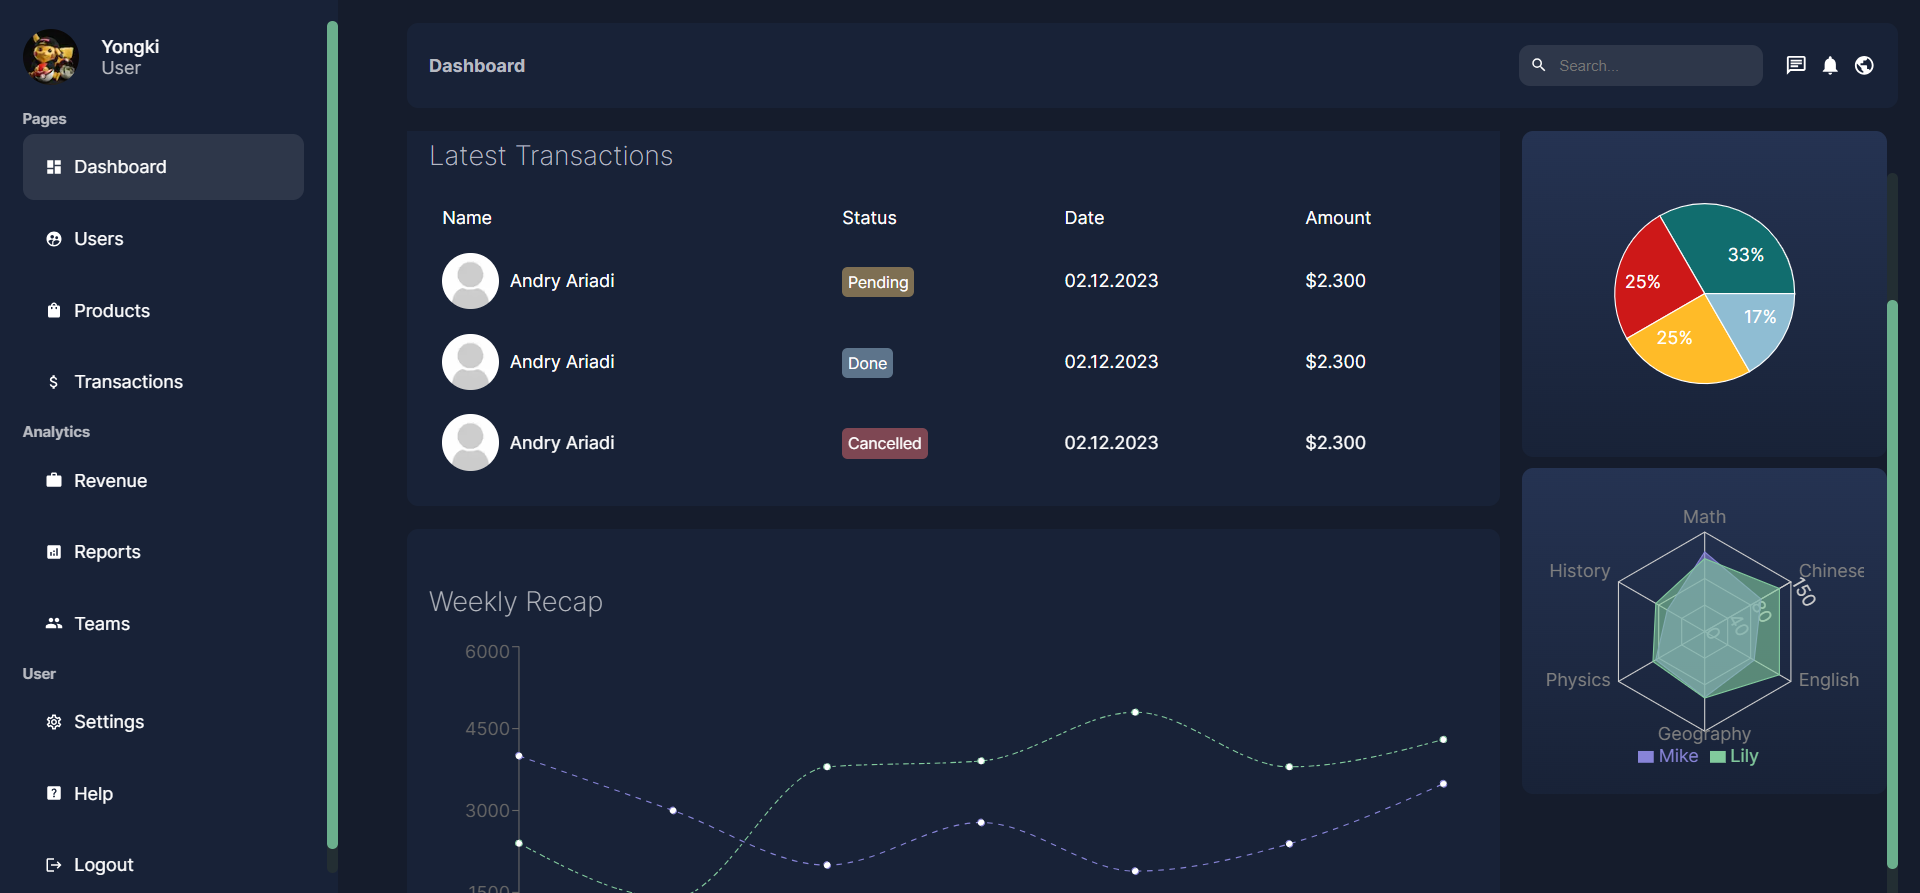 Yongki
User
Pages
Dashboard
Users
Products
Transactions
Analytics
Revenue
Reports
Teams
User
Settings
Help
Logout
Dashboard
Search...
Latest Transactions
Name Status Date Amount
Andry Ariadi Pending 02.12.2023 $2.300
Andry Ariadi Done 02.12.2023 $2.300
Andry Ariadi Cancelled 02.12.2023 $2.300
Weekly Recap
6000
4500
3000
1500
33%
25%
17%
25%
Math
History
Chinese
150
80
40
0
Physics
English
Geography
Mike Lily